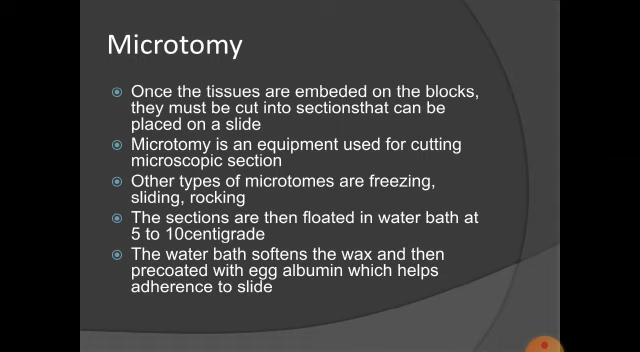 Microtomy
Once the tissues are embeded on the blocks,
they must be cut into sectionsthat can be
placed on a slide
Microtomy is an equipment used for cutting
microscopic section
Other types of microtomes are freezing,
sliding, rocking
The sections are then floated in water bath at
5 to 10centigrade
The water bath softens the wax and then
precoated with egg albumin which helps
adherence to slide